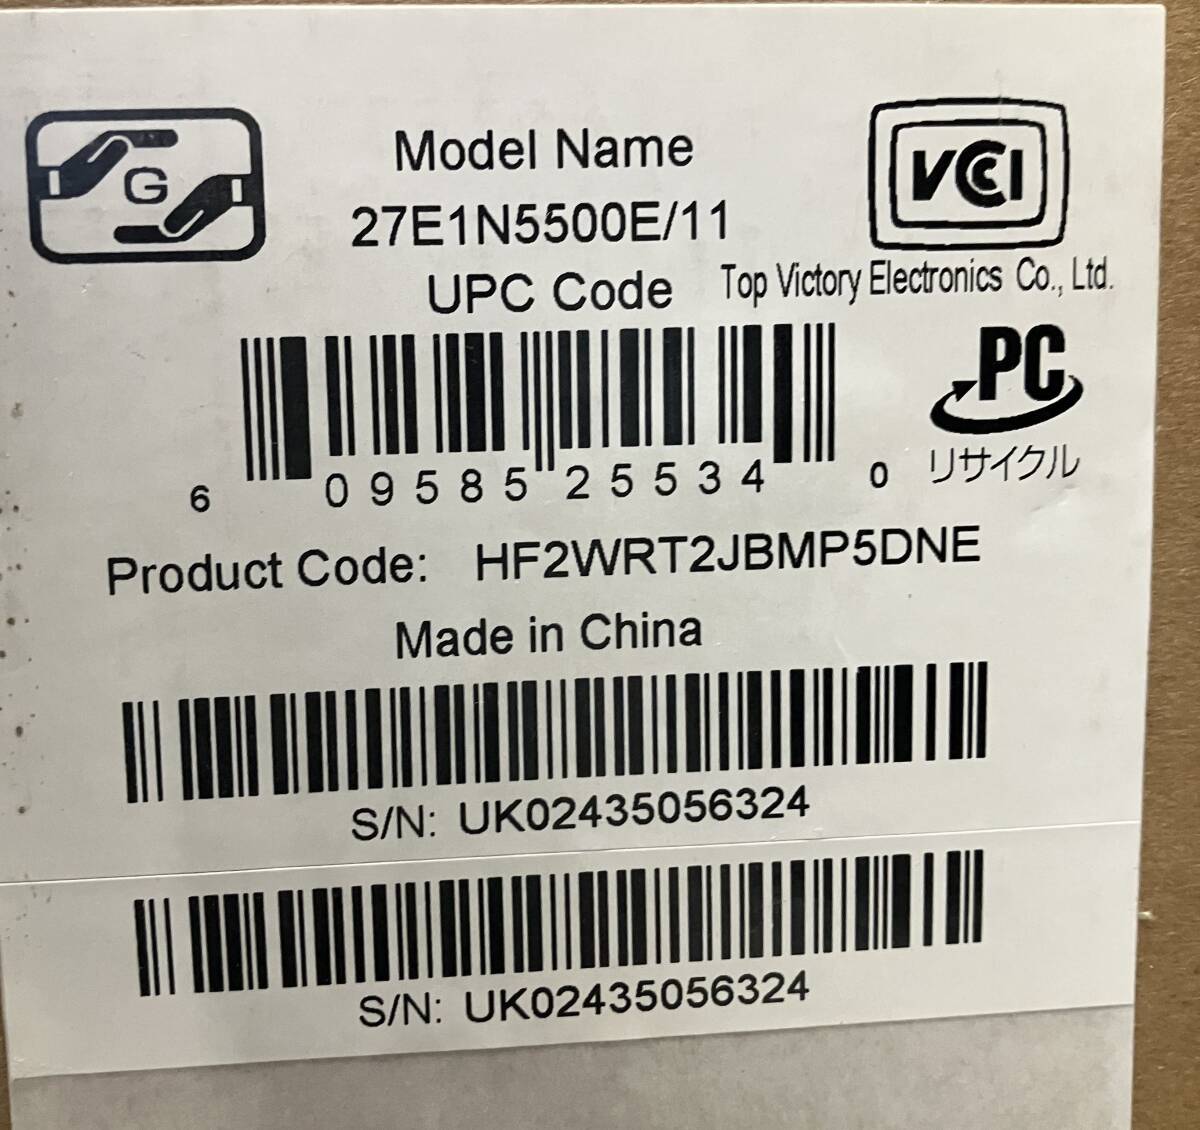 G
Model Name
27E1N5500E/11
VCCI
UPC Code
Top Victory Electronics Co., Ltd.
6 09585 25534 0
PC
リサイクル
Product Code: HF2WRT2JBMP5DNE
Made in China
S/N: UK02435056324
S/N: UK02435056324